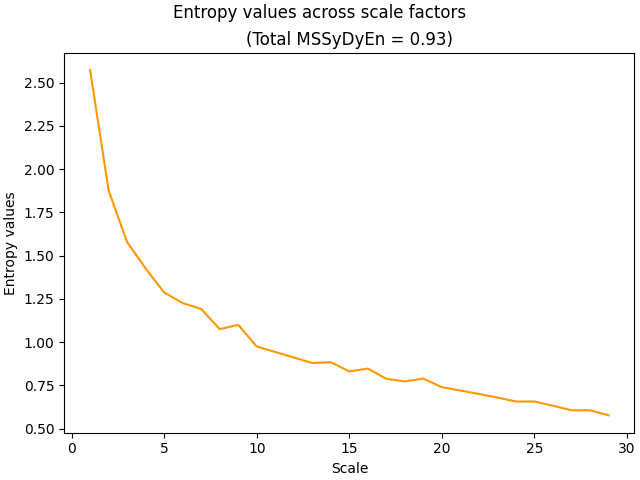 Entropy values across scale factors
(Total MSSyDyEn = 0.93)
2.50
2.25
2.00
1.75
1.50
1.25
1.00
0.75
0.50
Entropy values
0 5 10 15 20 25 30
Scale